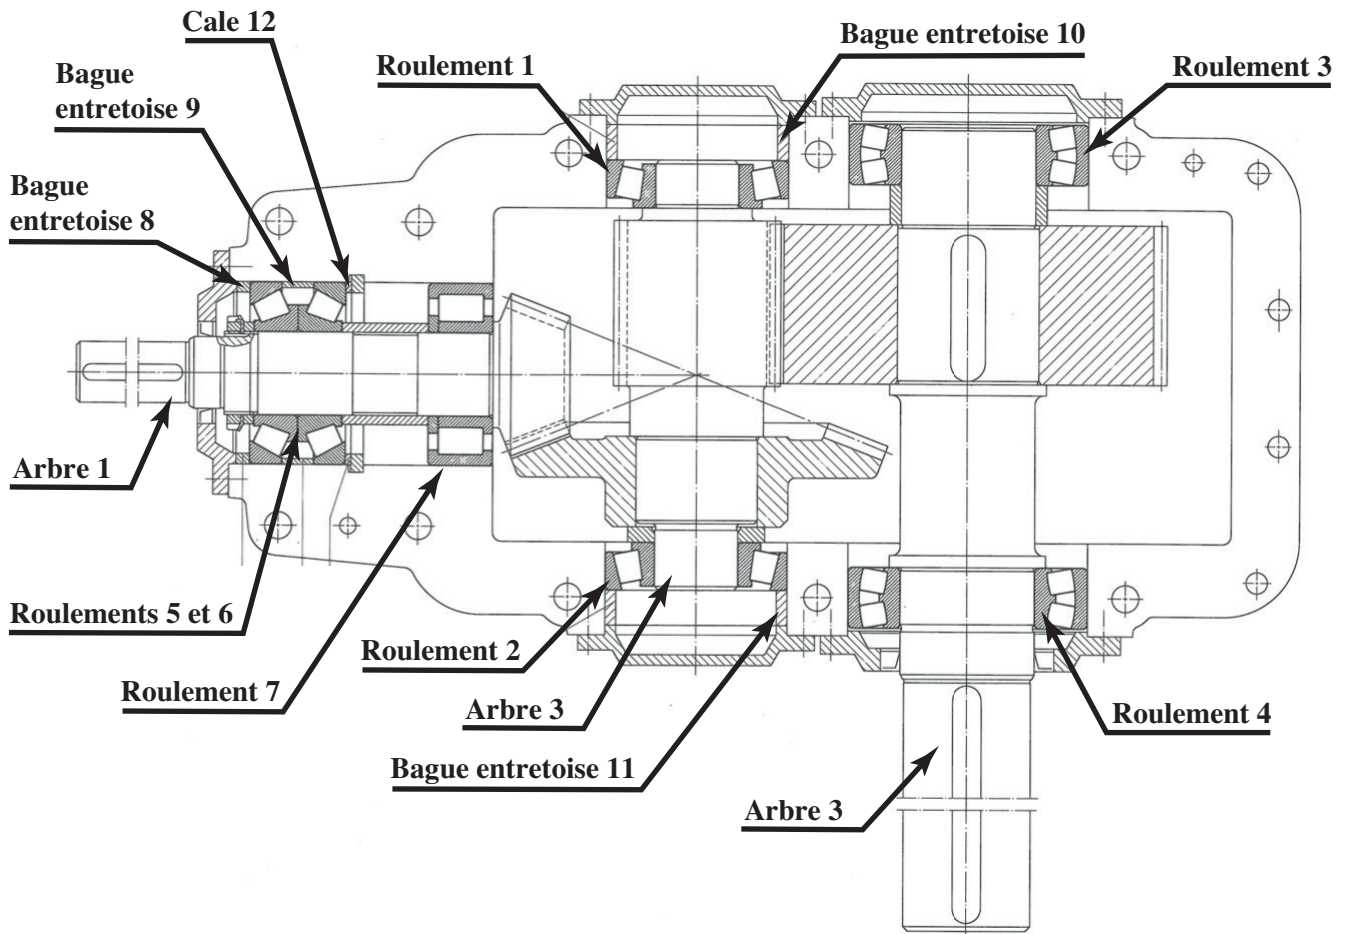 Cale 12
Bague entretoise 10
Roulement 1
Roulement 3
Bague
entretoise 9
Bague
entretoise 8
Arbre 1
Roulements 5 et 6
Roulement 2
Roulement 7
Arbre 3
Roulement 4
Bague entretoise 11
Arbre 3